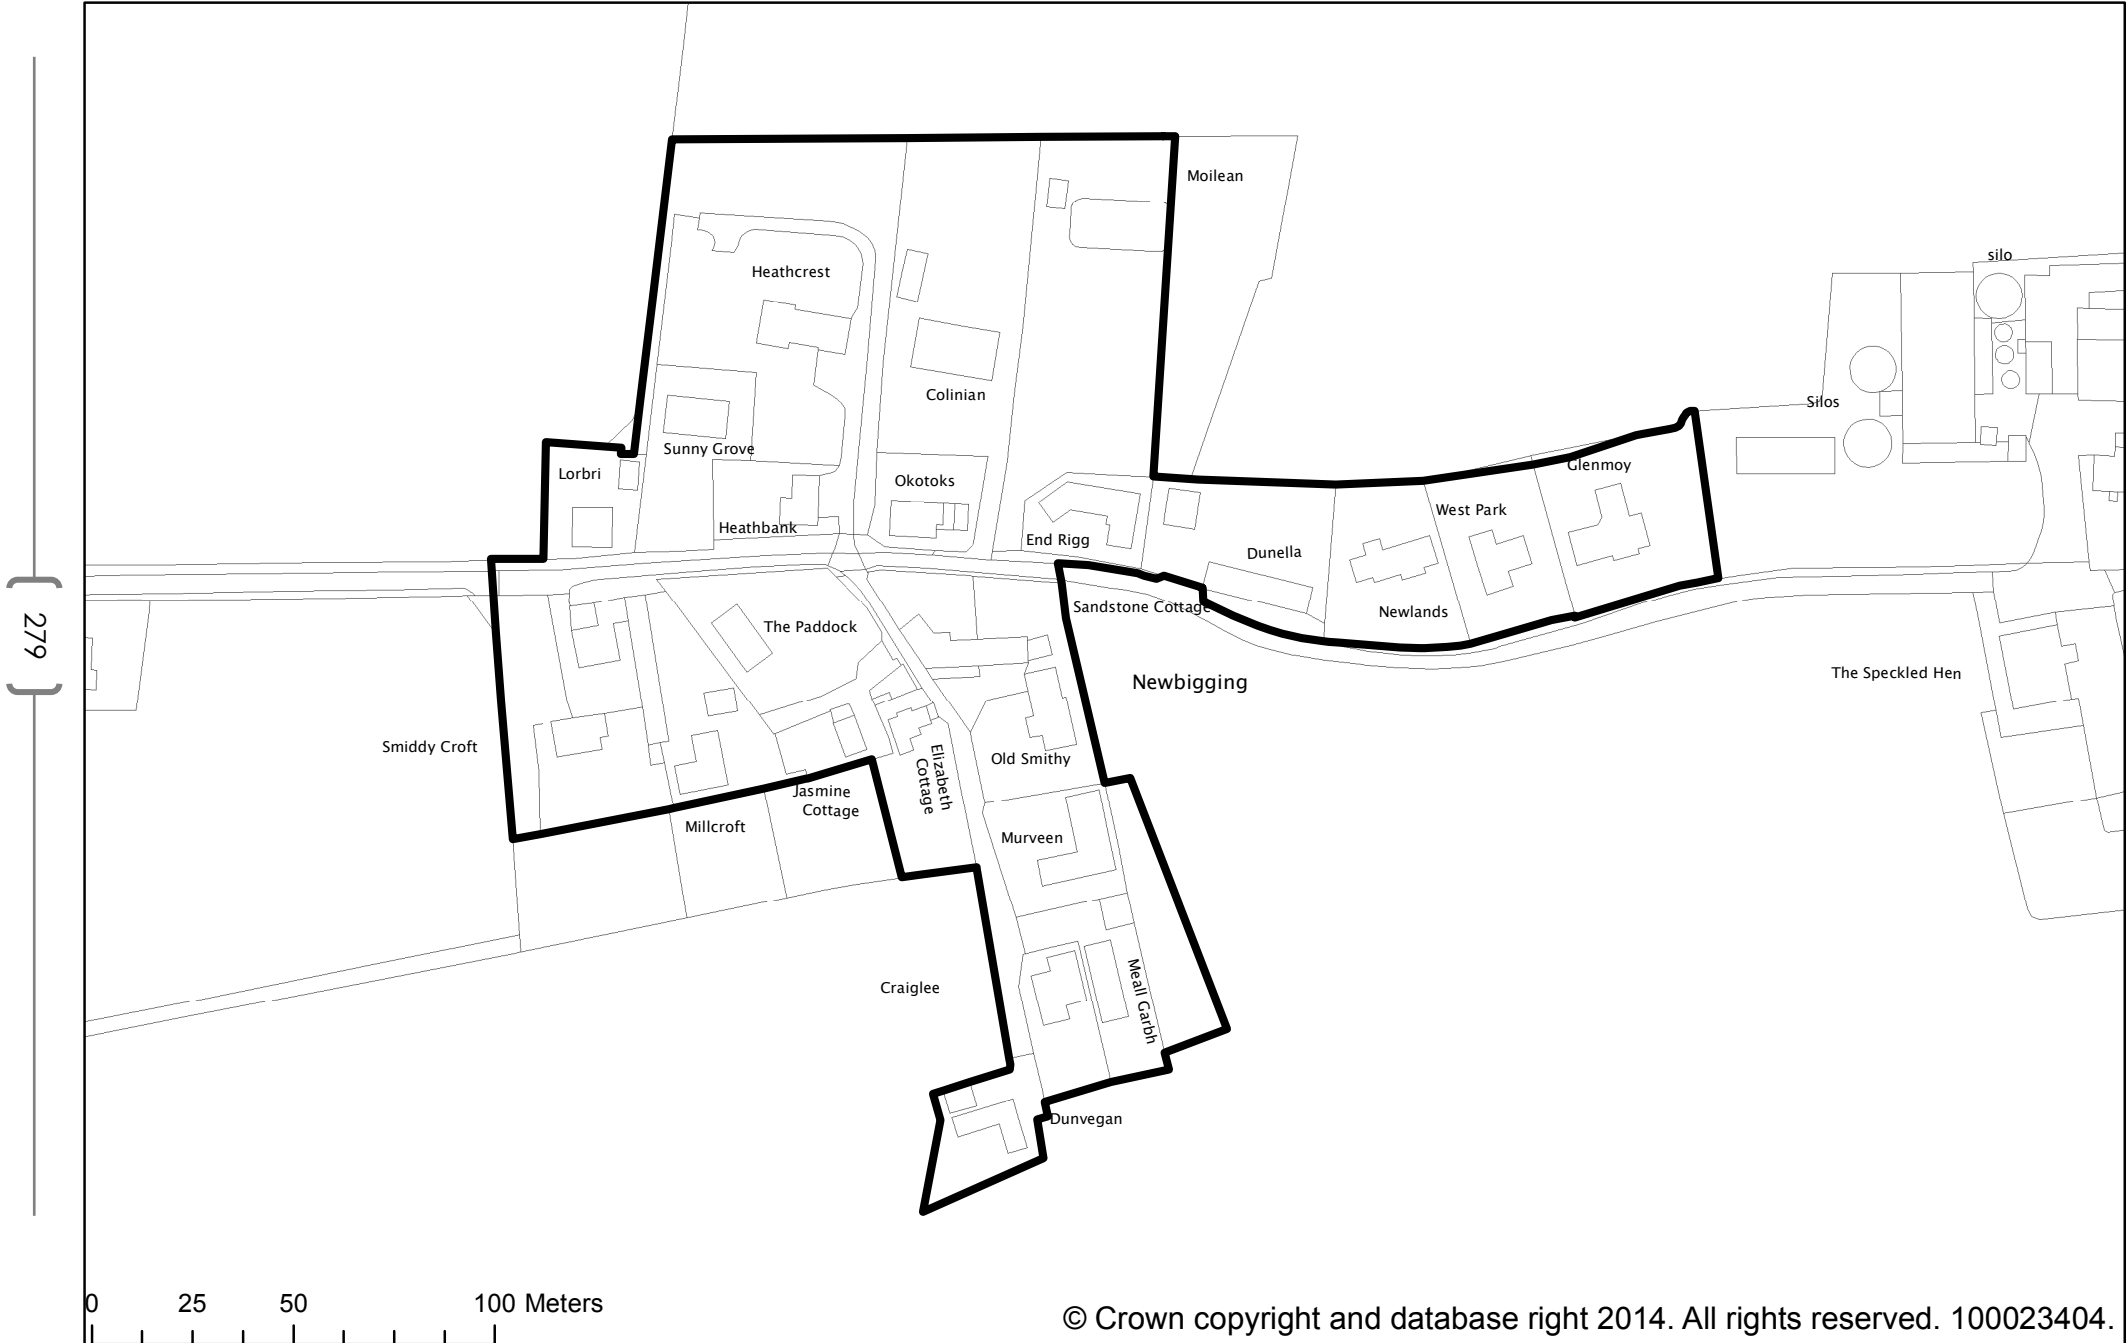 Moilean
silo
Heathcrest
Colinian
Silos
Sunny Grove
Lorbri
Glenmoy
Okotoks
West Park
Heathbank
End Rigg
Dunella
Sandstone Cottage
Newlands
The Paddock
279
The Speckled Hen
Newbigging
Smiddy Croft
Old Smithy
Elizabeth
Cottage
Jasmine
Cottage
Millcroft
Murveen
Craiglee
Meall Garbh
Dunvegan
0 25 50 100 Meters
© Crown copyright and database right 2014. All rights reserved. 100023404.